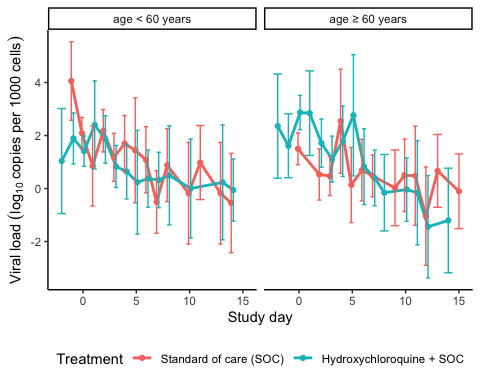 age < 60 years
age ≥ 60 years
Viral load (log₁₀ copies per 1000 cells)
4
2
0
-2
0
5
10
15
0
5
10
15
Study day
Treatment
Standard of care (SOC)
Hydroxychloroquine + SOC